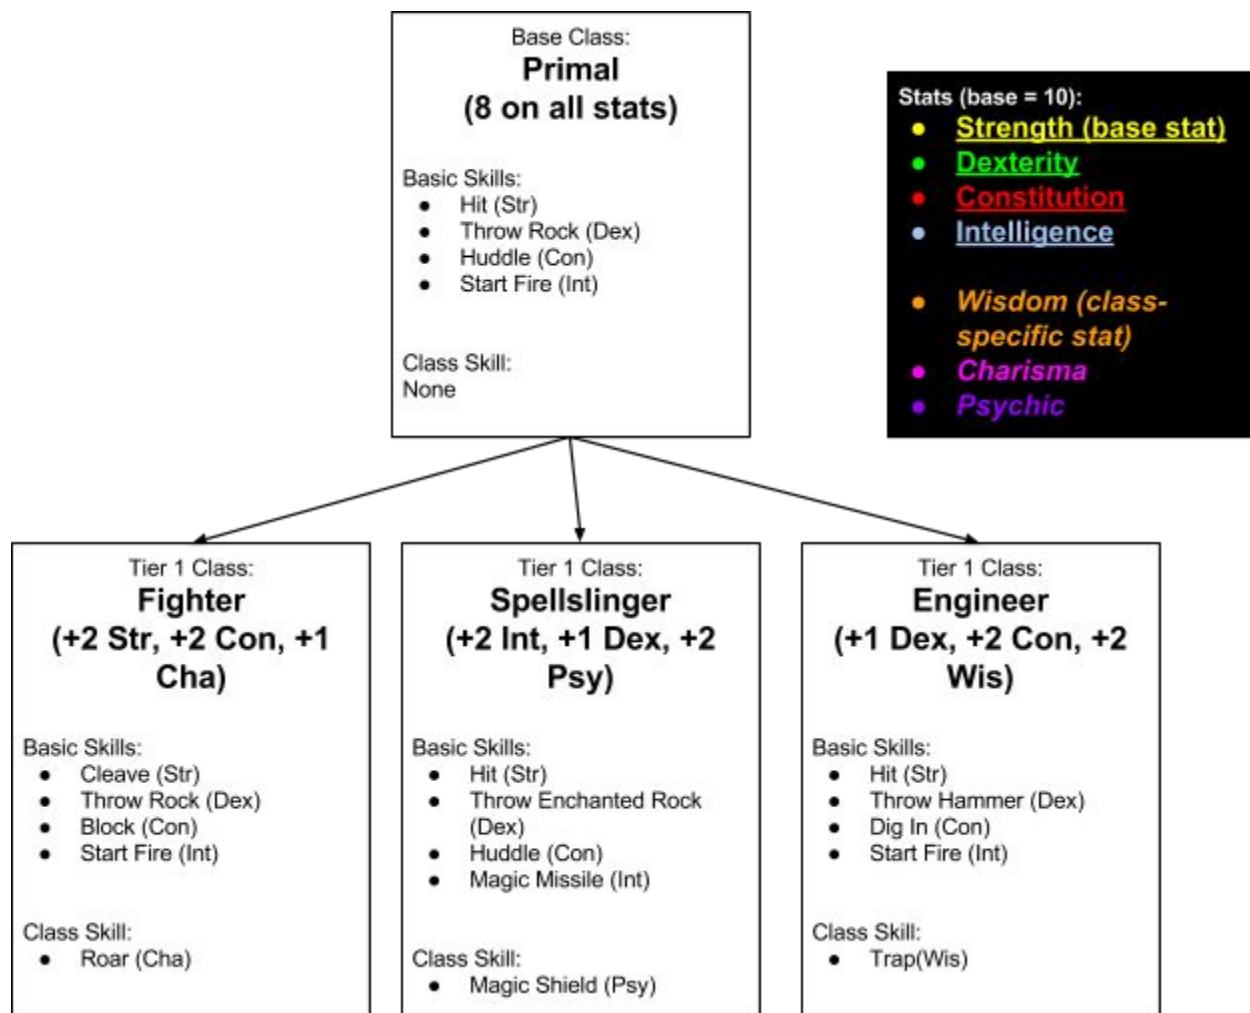 Base Class:
Primal
(8 on all stats)
Basic Skills:
● Hit (Str)
● Throw Rock (Dex)
● Huddle (Con)
● Start Fire (Int)
Class Skill:
None
Stats (base = 10):
● Strength (base stat)
● Dexterity
● Constitution
● Intelligence
● Wisdom (class-
specific stat)
● Charisma
● Psychic
Tier 1 Class:
Fighter
(+2 Str, +2 Con, +1
Cha)
Basic Skills:
● Cleave (Str)
● Throw Rock (Dex)
● Block (Con)
● Start Fire (Int)
Class Skill:
● Roar (Cha)
Tier 1 Class:
Spellslinger
(+2 Int, +1 Dex, +2
Psy)
Basic Skills:
● Hit (Str)
● Throw Enchanted Rock
(Dex)
● Huddle (Con)
● Magic Missile (Int)
Class Skill:
● Magic Shield (Psy)
Tier 1 Class:
Engineer
(+1 Dex, +2 Con, +2
Wis)
Basic Skills:
● Hit (Str)
● Throw Hammer (Dex)
● Dig In (Con)
● Start Fire (Int)
Class Skill:
● Trap(Wis)